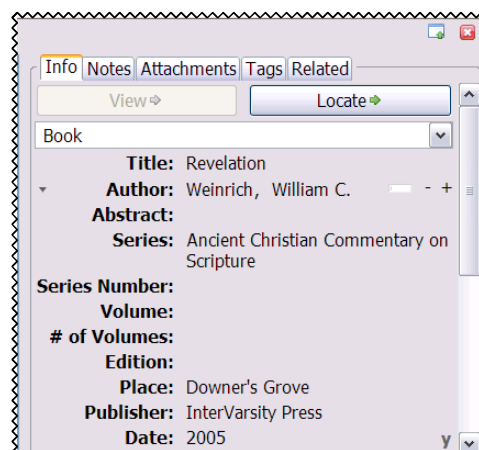 Info Notes Attachments Tags Related
View Locate
Book
Title: Revelation
Author: Weinrich, William C. - +
Abstract:
Series: Ancient Christian Commentary on
Scripture
Series Number:
Volume:
# of Volumes:
Edition:
Place: Downer's Grove
Publisher: InterVarsity Press
Date: 2005 y